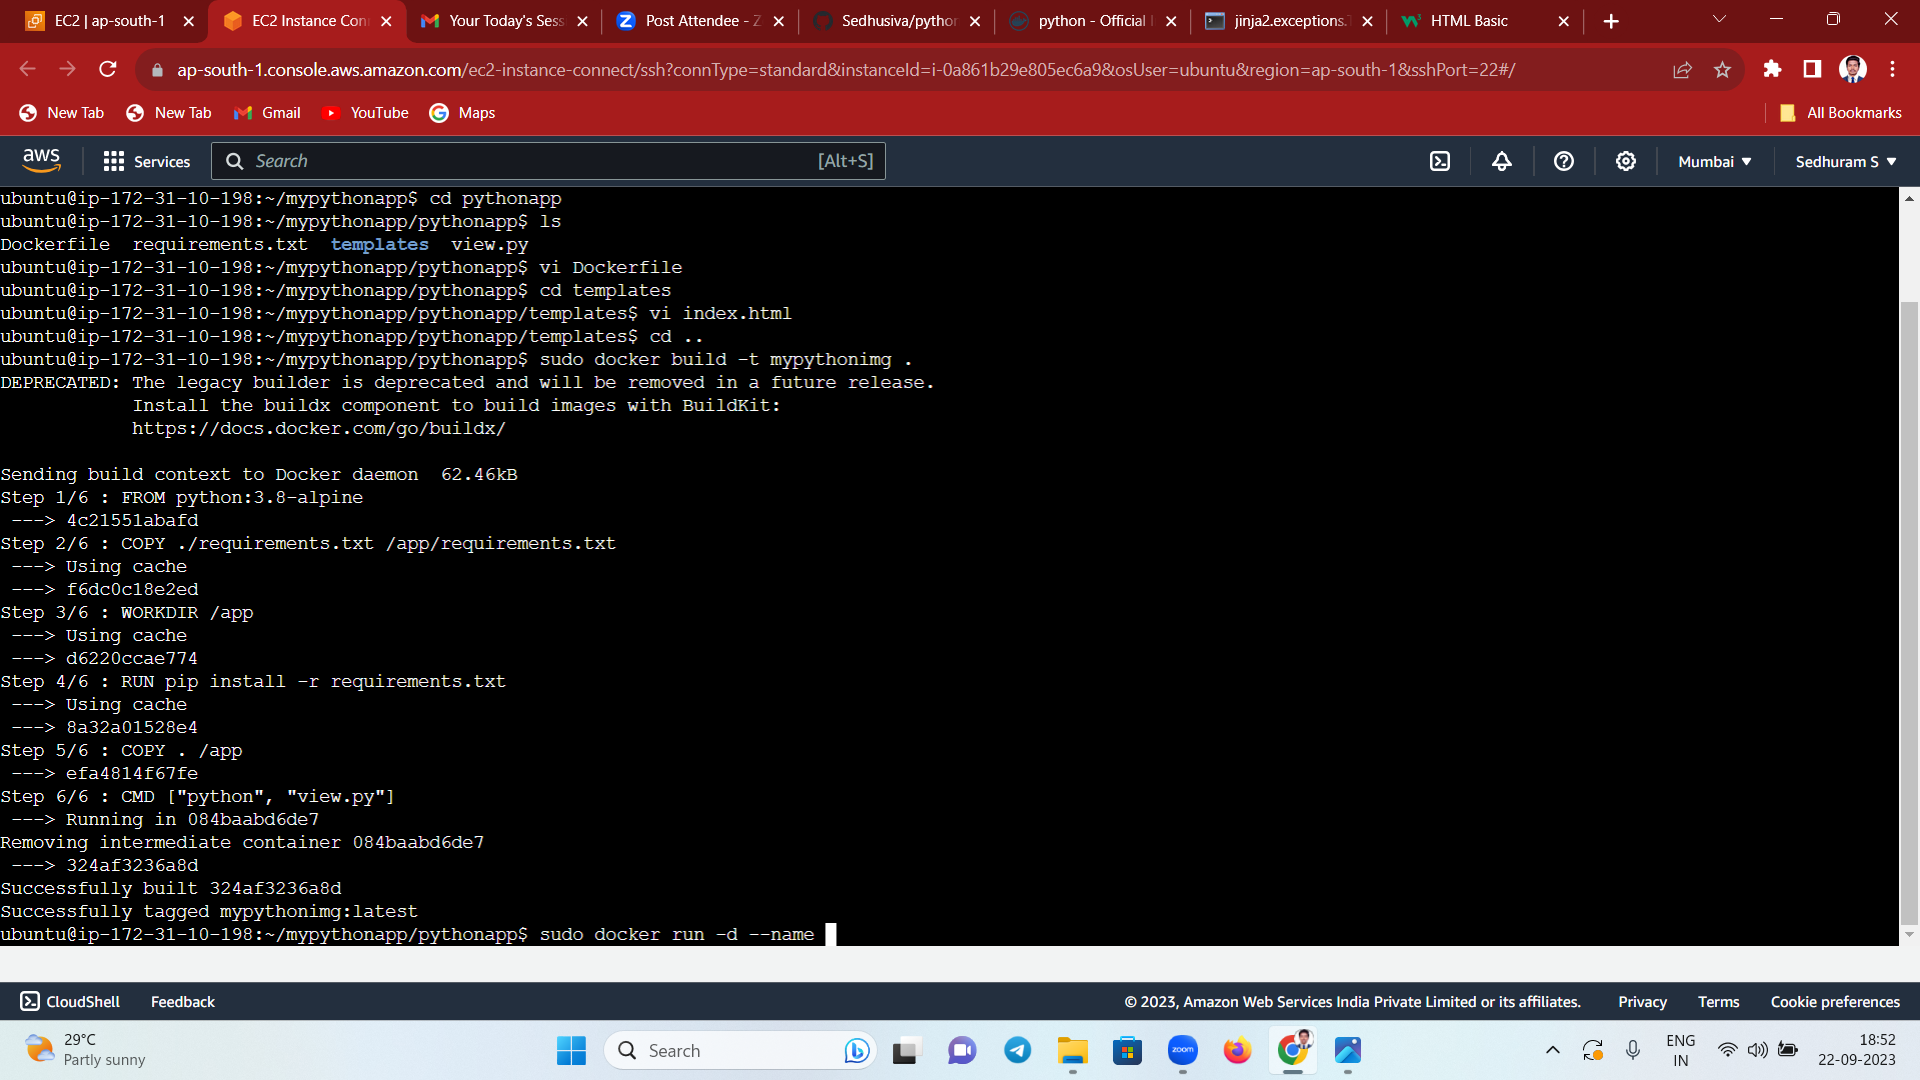 EC2 | ap-south-1
EC2 Instance Con
Your Today's Sess
Post Attendee - Z
Sedhusiva/python
python - Official
jinja2.exceptions.T
HTML Basic
ap-south-1.console.aws.amazon.com/ec2-instance-connect/ssh?connType=standard&instanceId=i-0a861b29e805ec6a9&osUser=ubuntu&region=ap-south-1&sshPort=22#/
New Tab
New Tab
Gmail
YouTube
Maps
All Bookmarks
aws
Services
Search
[Alt+S]
Mumbai
Sedhuram S
ubuntu@ip-172-31-10-198:~/mypythonapp$ cd pythonapp
ubuntu@ip-172-31-10-198:~/mypythonapp/pythonapp$ ls
Dockerfile  requirements.txt  templates  view.py
ubuntu@ip-172-31-10-198:~/mypythonapp/pythonapp$ vi Dockerfile
ubuntu@ip-172-31-10-198:~/mypythonapp/pythonapp$ cd templates
ubuntu@ip-172-31-10-198:~/mypythonapp/pythonapp/templates$ vi index.html
ubuntu@ip-172-31-10-198:~/mypythonapp/pythonapp/templates$ cd ..
ubuntu@ip-172-31-10-198:~/mypythonapp/pythonapp$ sudo docker build -t mypythonimg .
DEPRECATED: The legacy builder is deprecated and will be removed in a future release.
            Install the buildx component to build images with BuildKit:
            https://docs.docker.com/go/buildx/
Sending build context to Docker daemon  62.46kB
Step 1/6 : FROM python:3.8-alpine
 ---> 4c21551abafd
Step 2/6 : COPY ./requirements.txt /app/requirements.txt
 ---> Using cache
 ---> f6dc0c18e2ed
Step 3/6 : WORKDIR /app
 ---> Using cache
 ---> d6220ccae774
Step 4/6 : RUN pip install -r requirements.txt
 ---> Using cache
 ---> 8a32a01528e4
Step 5/6 : COPY . /app
 ---> efa4814f67fe
Step 6/6 : CMD ["python", "view.py"]
 ---> Running in 084baabd6de7
Removing intermediate container 084baabd6de7
 ---> 324af3236a8d
Successfully built 324af3236a8d
Successfully tagged mypythonimg:latest
ubuntu@ip-172-31-10-198:~/mypythonapp/pythonapp$ sudo docker run -d --name
CloudShell
Feedback
© 2023, Amazon Web Services India Private Limited or its affiliates.
Privacy
Terms
Cookie preferences
29°C
Partly sunny
Search
zoom
ENG
IN
18:52
22-09-2023